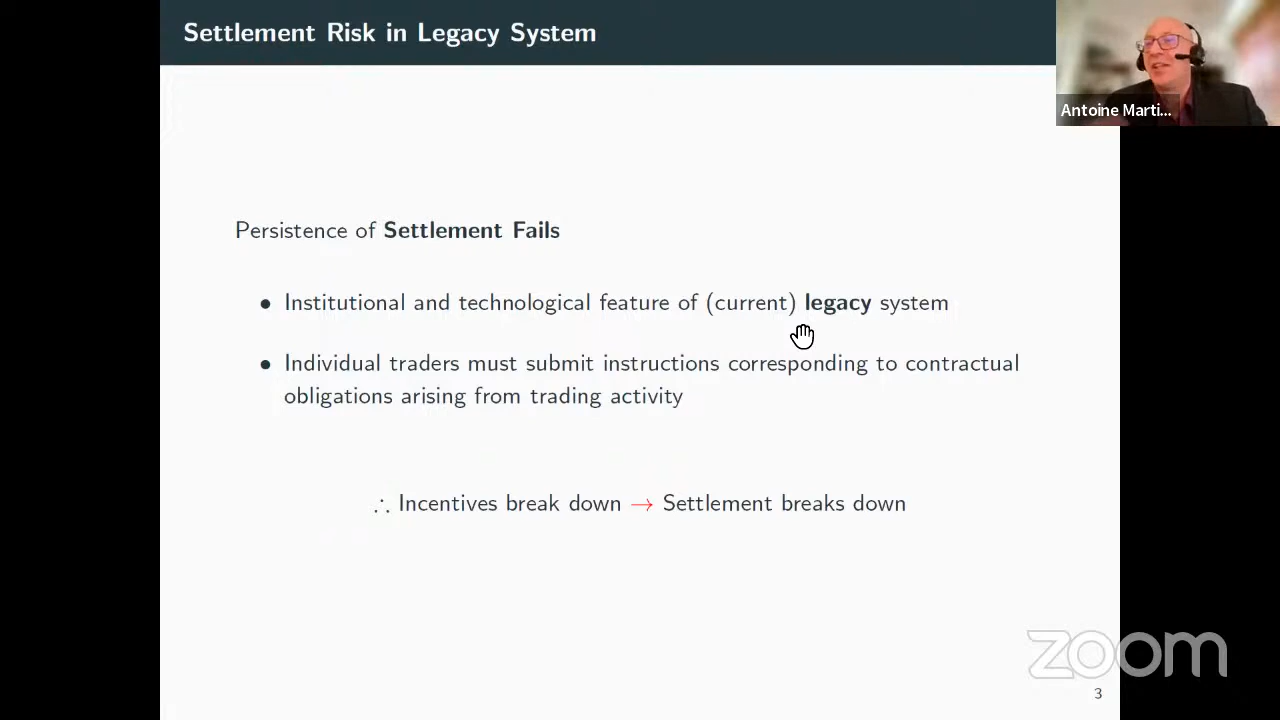 Settlement Risk in Legacy System
Antoine Marti...
Persistence of Settlement Fails
• Institutional and technological feature of (current) legacy system
• Individual traders must submit instructions corresponding to contractual
obligations arising from trading activity
∴ Incentives break down → Settlement breaks down
zoom
3